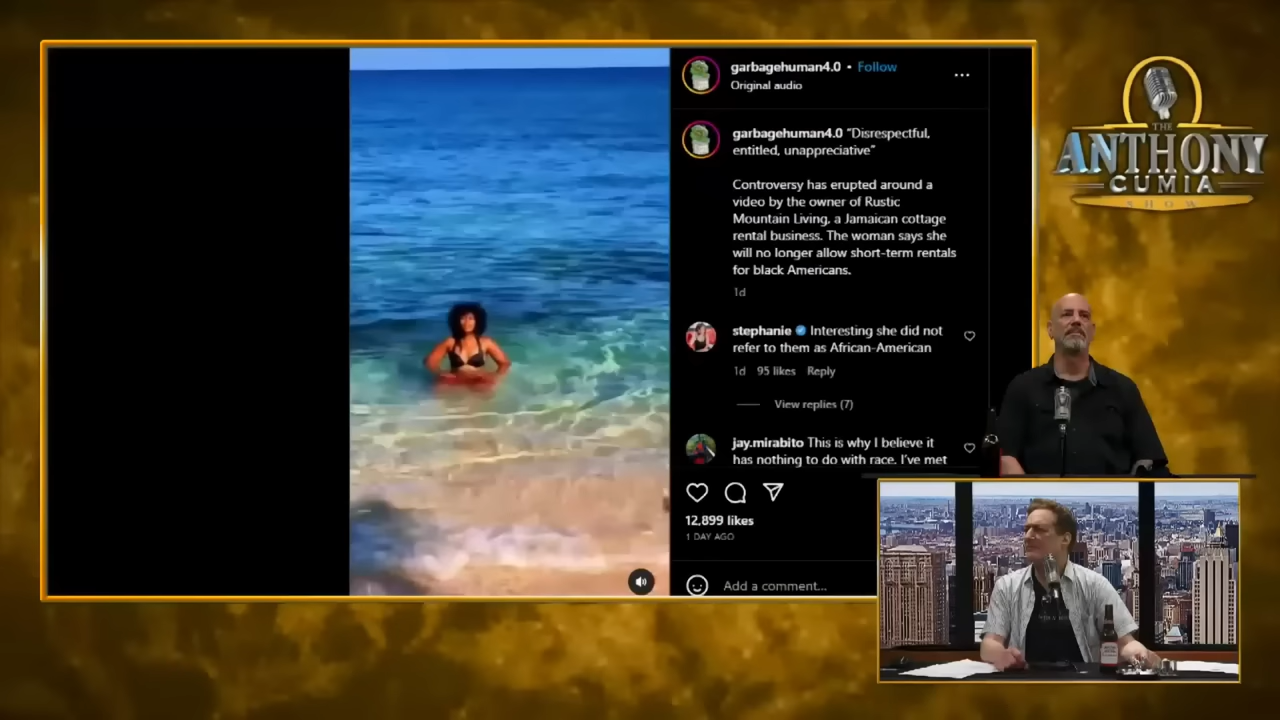 garbagehuman4.0 • Follow
Original audio
garbagehuman4.0 “Disrespectful,
entitled, unappreciative”
Controversy has erupted around a
video by the owner of Rustic
Mountain Living, a Jamaican cottage
rental business. The woman says she
will no longer allow short-term rentals
for black Americans.
1d
stephanie Interesting she did not
refer to them as African-American
1d 95 likes Reply
View replies (7)
jay.mirabito This is why I believe it
has nothing to do with race. I’ve met
12,899 likes
1 DAY AGO
Add a comment...
THE
ANTHONY
CUMIA
SHOW